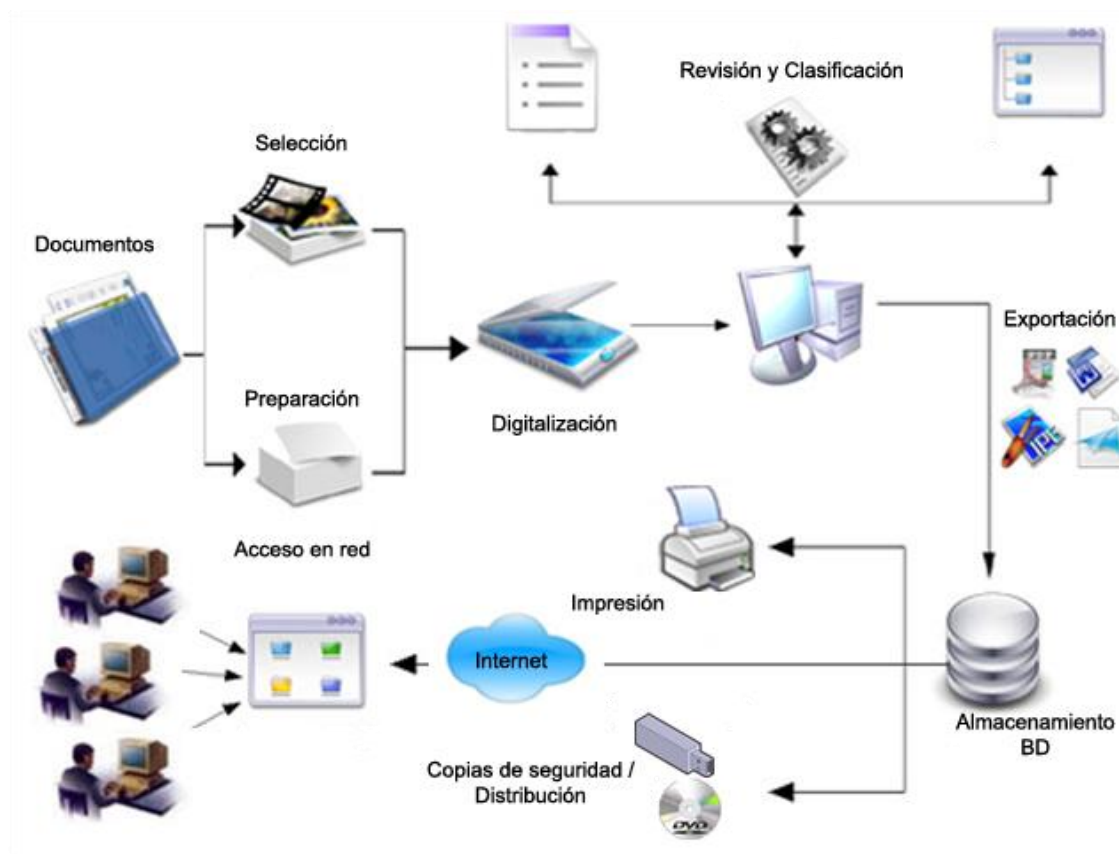 Revisión y Clasificación
Selección
Documentos
Exportación
Preparación
Digitalización
Acceso en red
Impresión
Internet
Almacenamiento
BD
Copias de seguridad /
Distribución
DVD